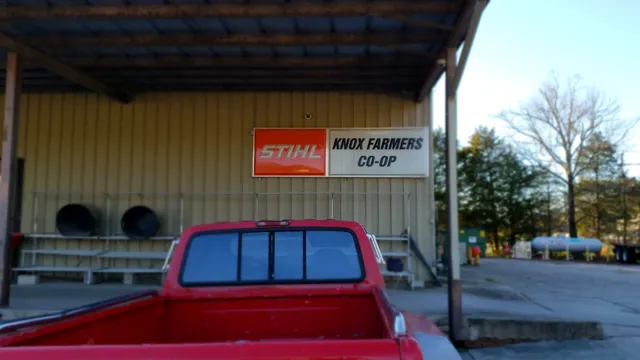 STIHL
KNOX FARMERS
CO-OP